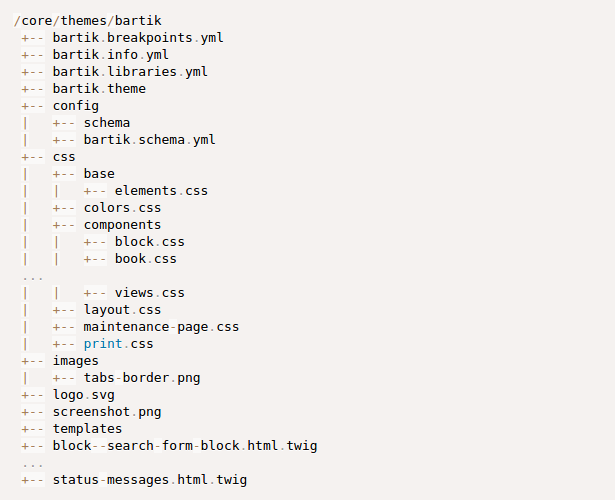 /core/themes/bartik
 +-- bartik.breakpoints.yml
 +-- bartik.info.yml
 +-- bartik.libraries.yml
 +-- bartik.theme
 +-- config
 |   +-- schema
 |   +-- bartik.schema.yml
 +-- css
 |   +-- base
 |   |   +-- elements.css
 |   +-- colors.css
 |   +-- components
 |   |   +-- block.css
 |   |   +-- book.css
 ...
 |   |   +-- views.css
 |   +-- layout.css
 |   +-- maintenance-page.css
 |   +-- print.css
 +-- images
 |   +-- tabs-border.png
 +-- logo.svg
 +-- screenshot.png
 +-- templates
 +-- block--search-form-block.html.twig
 ...
 +-- status-messages.html.twig